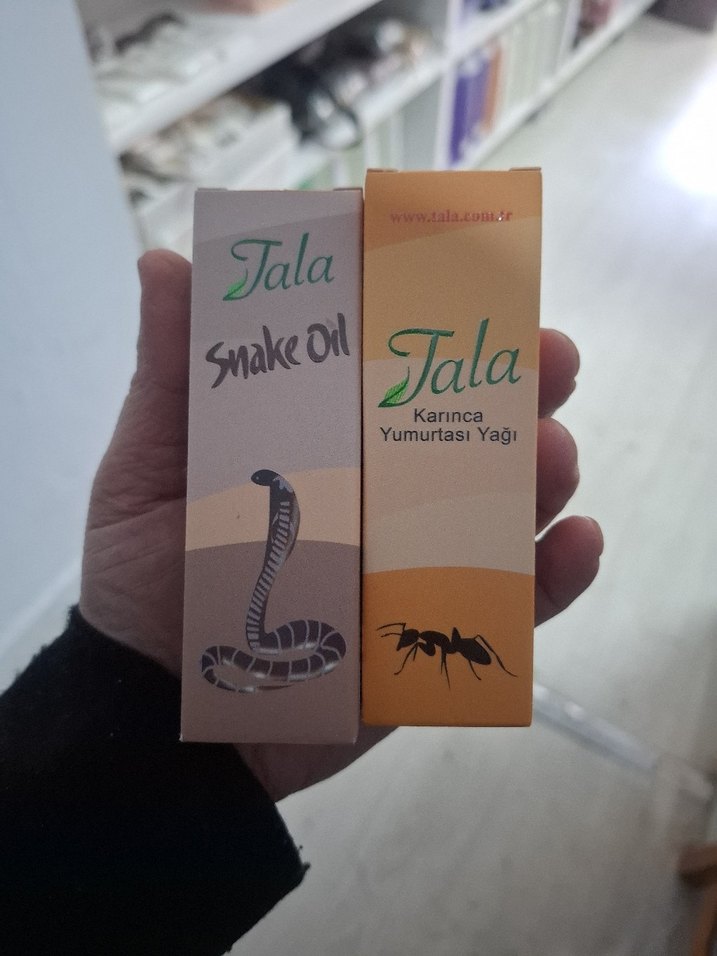 Tala
Snake Oil
www.tala.com.tr
Tala
Karınca
Yumurtası Yağı